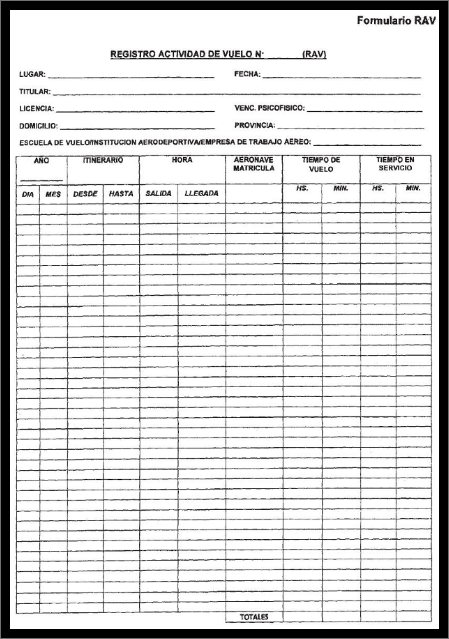 Formulario RAV
REGISTRO ACTIVIDAD DE VUELO N° ______ (RAV)
LUGAR: ______ FECHA: ______
TITULAR: ______
LICENCIA: ______ VENC. PSICOFISICO: ______
DOMICILIO: ______ PROVINCIA: ______
ESCUELA DE VUELO/INSTITUCION AERODEPORTIVA/EMPRESA DE TRABAJO AEREO: ______
AÑO ITINERARIO HORA AERONAVE MATRICULA TIEMPO DE VUELO TIEMPO EN SERVICIO
DIA MES DESDE HASTA SALIDA LLEGADA HS. MIN. HS. MIN.
TOTALES